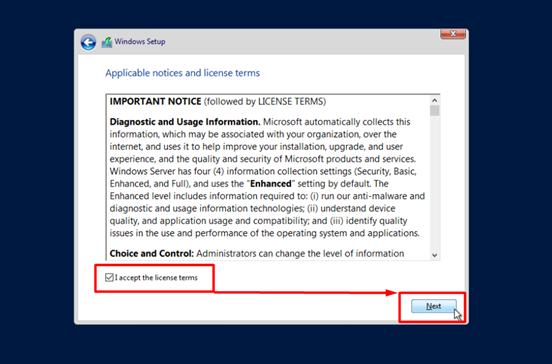 Windows Setup
Applicable notices and license terms
IMPORTANT NOTICE (followed by LICENSE TERMS)
Diagnostic and Usage Information. Microsoft automatically collects this
information, which may be associated with your organization, over the
internet, and uses it to help improve your installation, upgrade, and user
experience, and the quality and security of Microsoft products and services.
Windows Server has four (4) information collection settings (Security, Basic,
Enhanced, and Full), and uses the "Enhanced" setting by default. The
Enhanced level includes information required to: (i) run our anti-malware and
diagnostic and usage information technologies; (ii) understand device
quality, and application usage and compatibility; and (iii) identify quality
issues in the use and performance of the operating system and applications.
Choice and Control: Administrators can change the level of information
I accept the license terms
Next